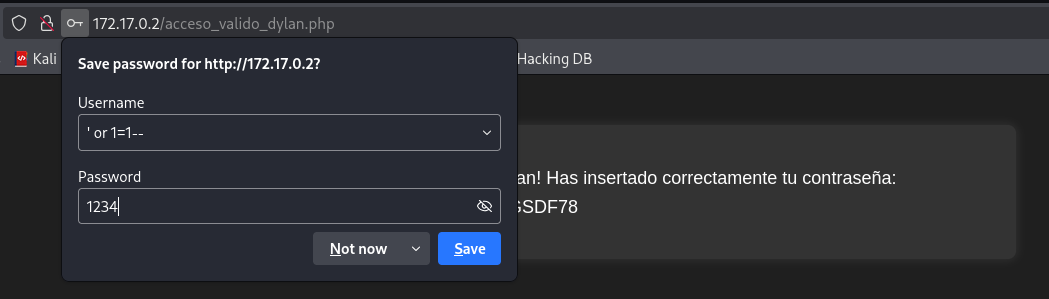 172.17.0.2/acceso_valido_dylan.php
Kali
Hacking DB
Save password for http://172.17.0.2?
Username
' or 1=1--
an! Has insertado correctamente tu contraseña:
Password
1234
SDF78
Not now
Save